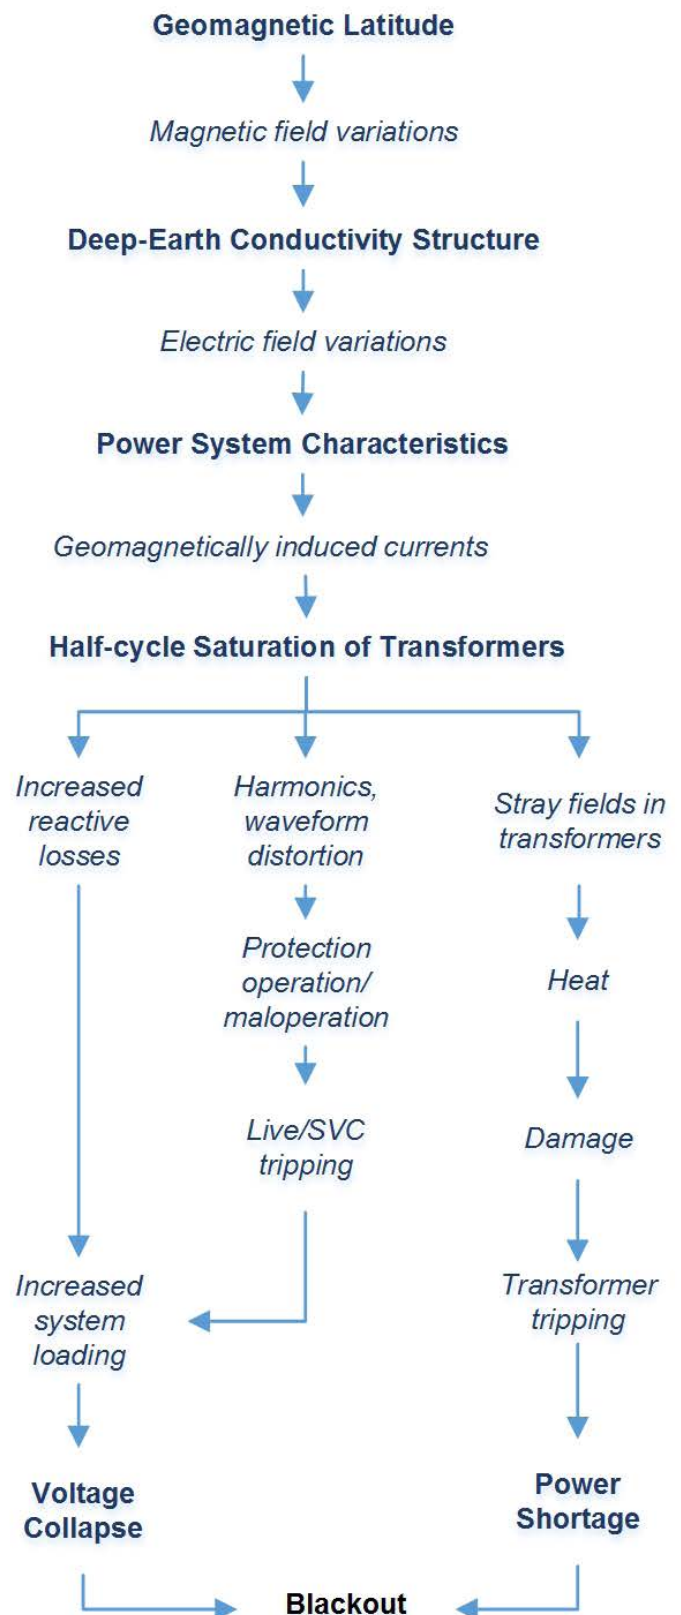 Geomagnetic Latitude
Magnetic field variations
Deep-Earth Conductivity Structure
Electric field variations
Power System Characteristics
Geomagnetically induced currents
Half-cycle Saturation of Transformers
Increased
reactive
losses
Harmonics,
waveform
distortion
Stray fields in
transformers
Protection
operation/
maloperation
Heat
Live/SVC
tripping
Damage
Increased
system
loading
Transformer
tripping
Voltage
Collapse
Power
Shortage
Blackout